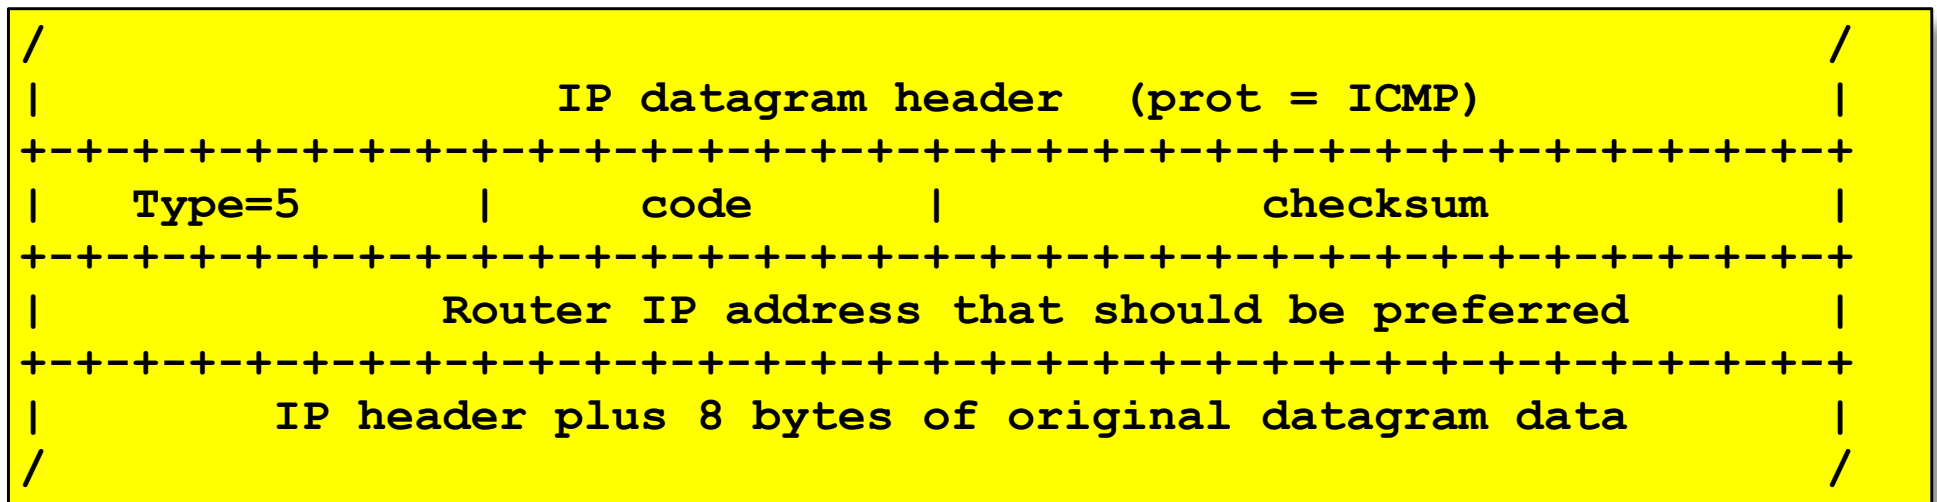 / /
| IP datagram header (prot = ICMP) |
+-+-+-+-+-+-+-+-+-+-+-+-+-+-+-+-+-+-+-+-+-+-+-+-+-+-+-+-+-+-+-+-+
| Type=5 | code | checksum |
+-+-+-+-+-+-+-+-+-+-+-+-+-+-+-+-+-+-+-+-+-+-+-+-+-+-+-+-+-+-+-+-+
| Router IP address that should be preferred |
+-+-+-+-+-+-+-+-+-+-+-+-+-+-+-+-+-+-+-+-+-+-+-+-+-+-+-+-+-+-+-+-+
| IP header plus 8 bytes of original datagram data |
/ /